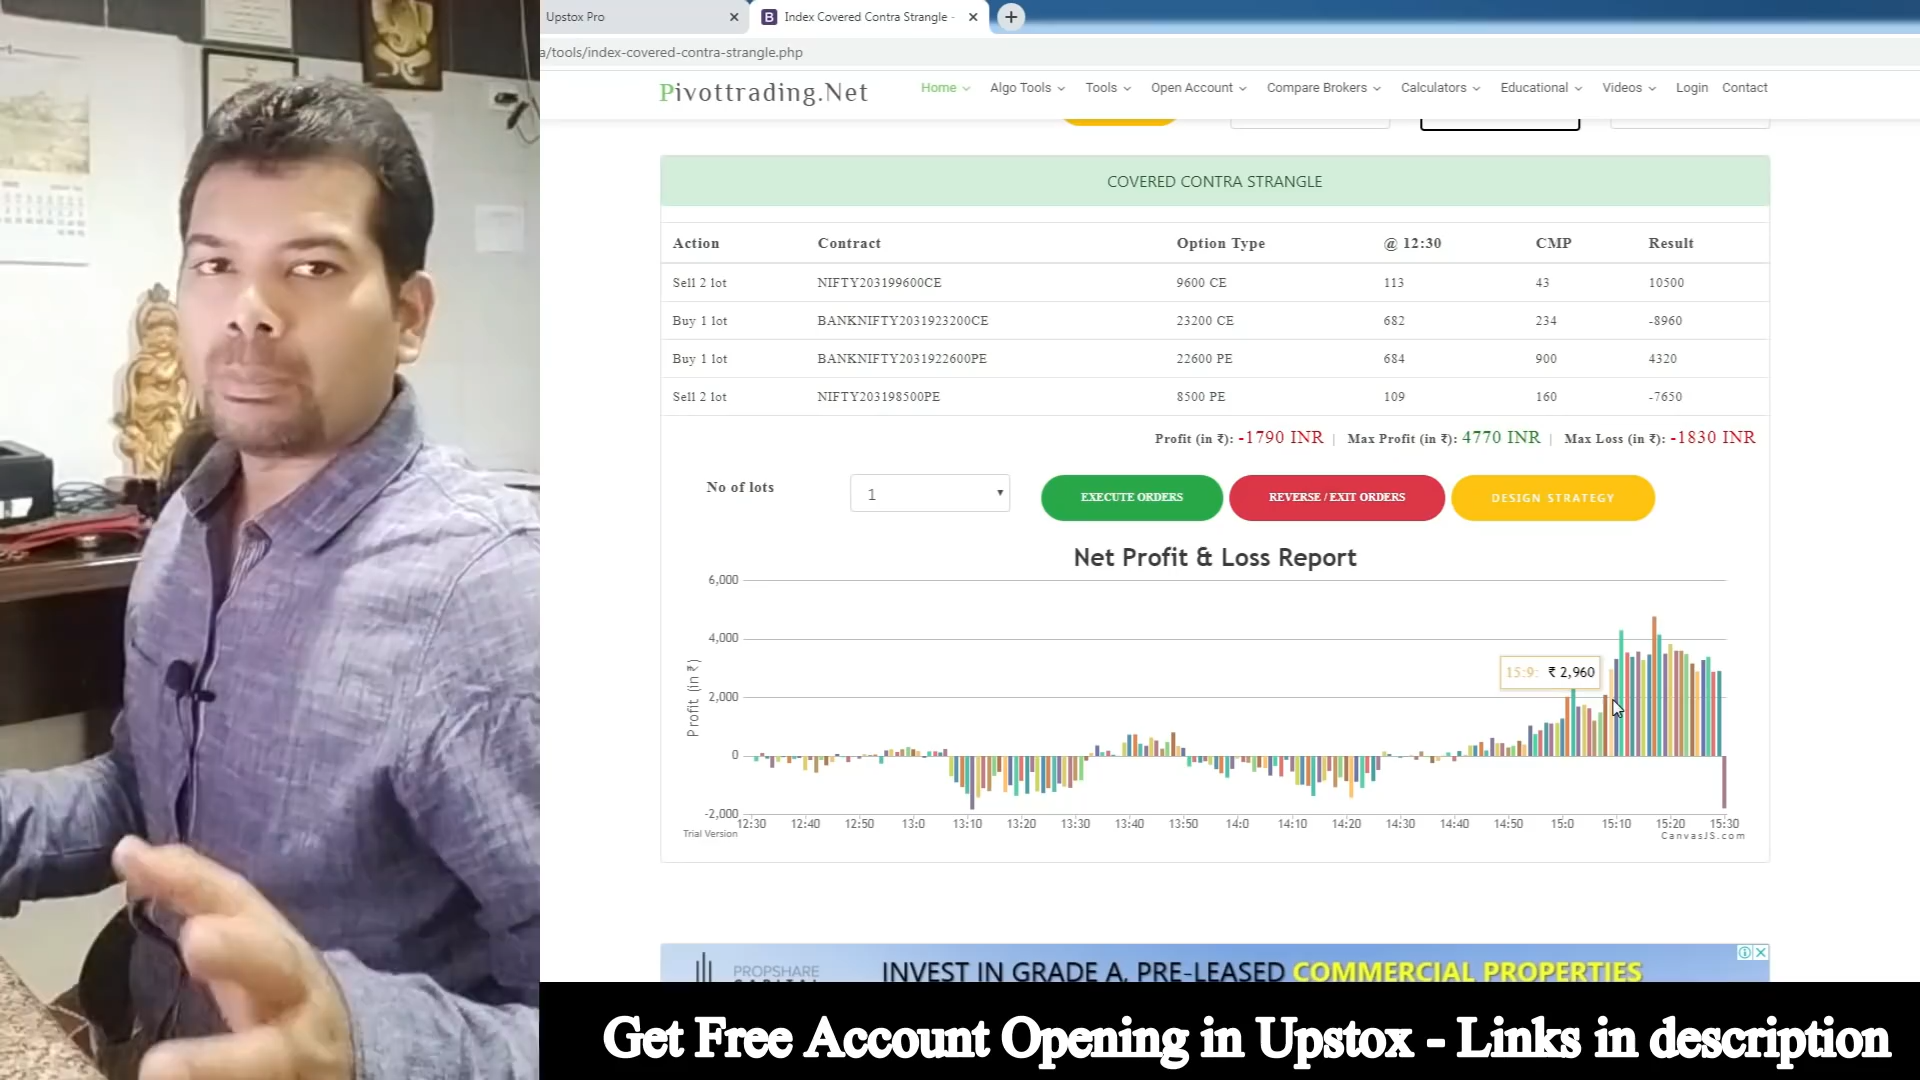 Upstox Pro
Index Covered Contra Strangle -
a/tools/index-covered-contra-strangle.php
Pivottrading.Net
Home Algo Tools Tools Open Account Compare Brokers Calculators Educational Videos Login Contact
COVERED CONTRA STRANGLE
Action Contract Option Type @ 12:30 CMP Result
Sell 2 lot NIFTY203199600CE 9600 CE 113 43 10500
Buy 1 lot BANKNIFTY2031923200CE 23200 CE 682 234 -8960
Buy 1 lot BANKNIFTY2031922600PE 22600 PE 684 900 4320
Sell 2 lot NIFTY203198500PE 8500 PE 109 160 -7650
Profit (in ₹): -1790 INR | Max Profit (in ₹): 4770 INR | Max Loss (in ₹): -1830 INR
No of lots 1 EXECUTE ORDERS REVERSE / EXIT ORDERS DESIGN STRATEGY
Net Profit & Loss Report
6,000
4,000
15:9: ₹ 2,960
2,000
Profit (in ₹)
0
-2,000
12:30 12:40 12:50 13:0 13:10 13:20 13:30 13:40 13:50 14:0 14:10 14:20 14:30 14:40 14:50 15:0 15:10 15:20 15:30
Trial Version CanvasJS.com
PROPSHARE
INVEST IN GRADE A, PRE-LEASED COMMERCIAL PROPERTIES
Get Free Account Opening in Upstox - Links in description